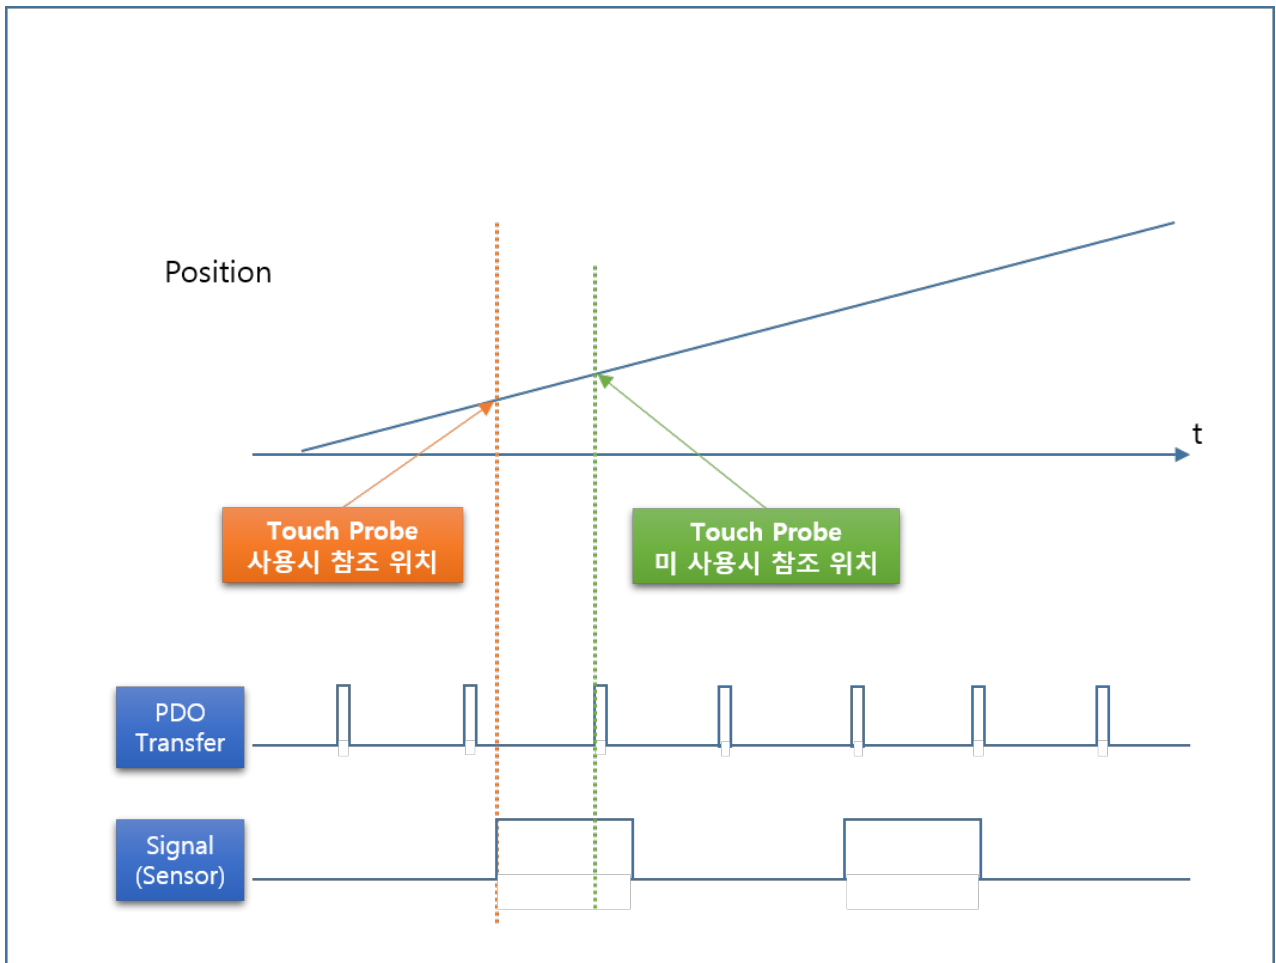 Position
t
Touch Probe
사용시 참조 위치
Touch Probe
미 사용시 참조 위치
PDO
Transfer
Signal
(Sensor)